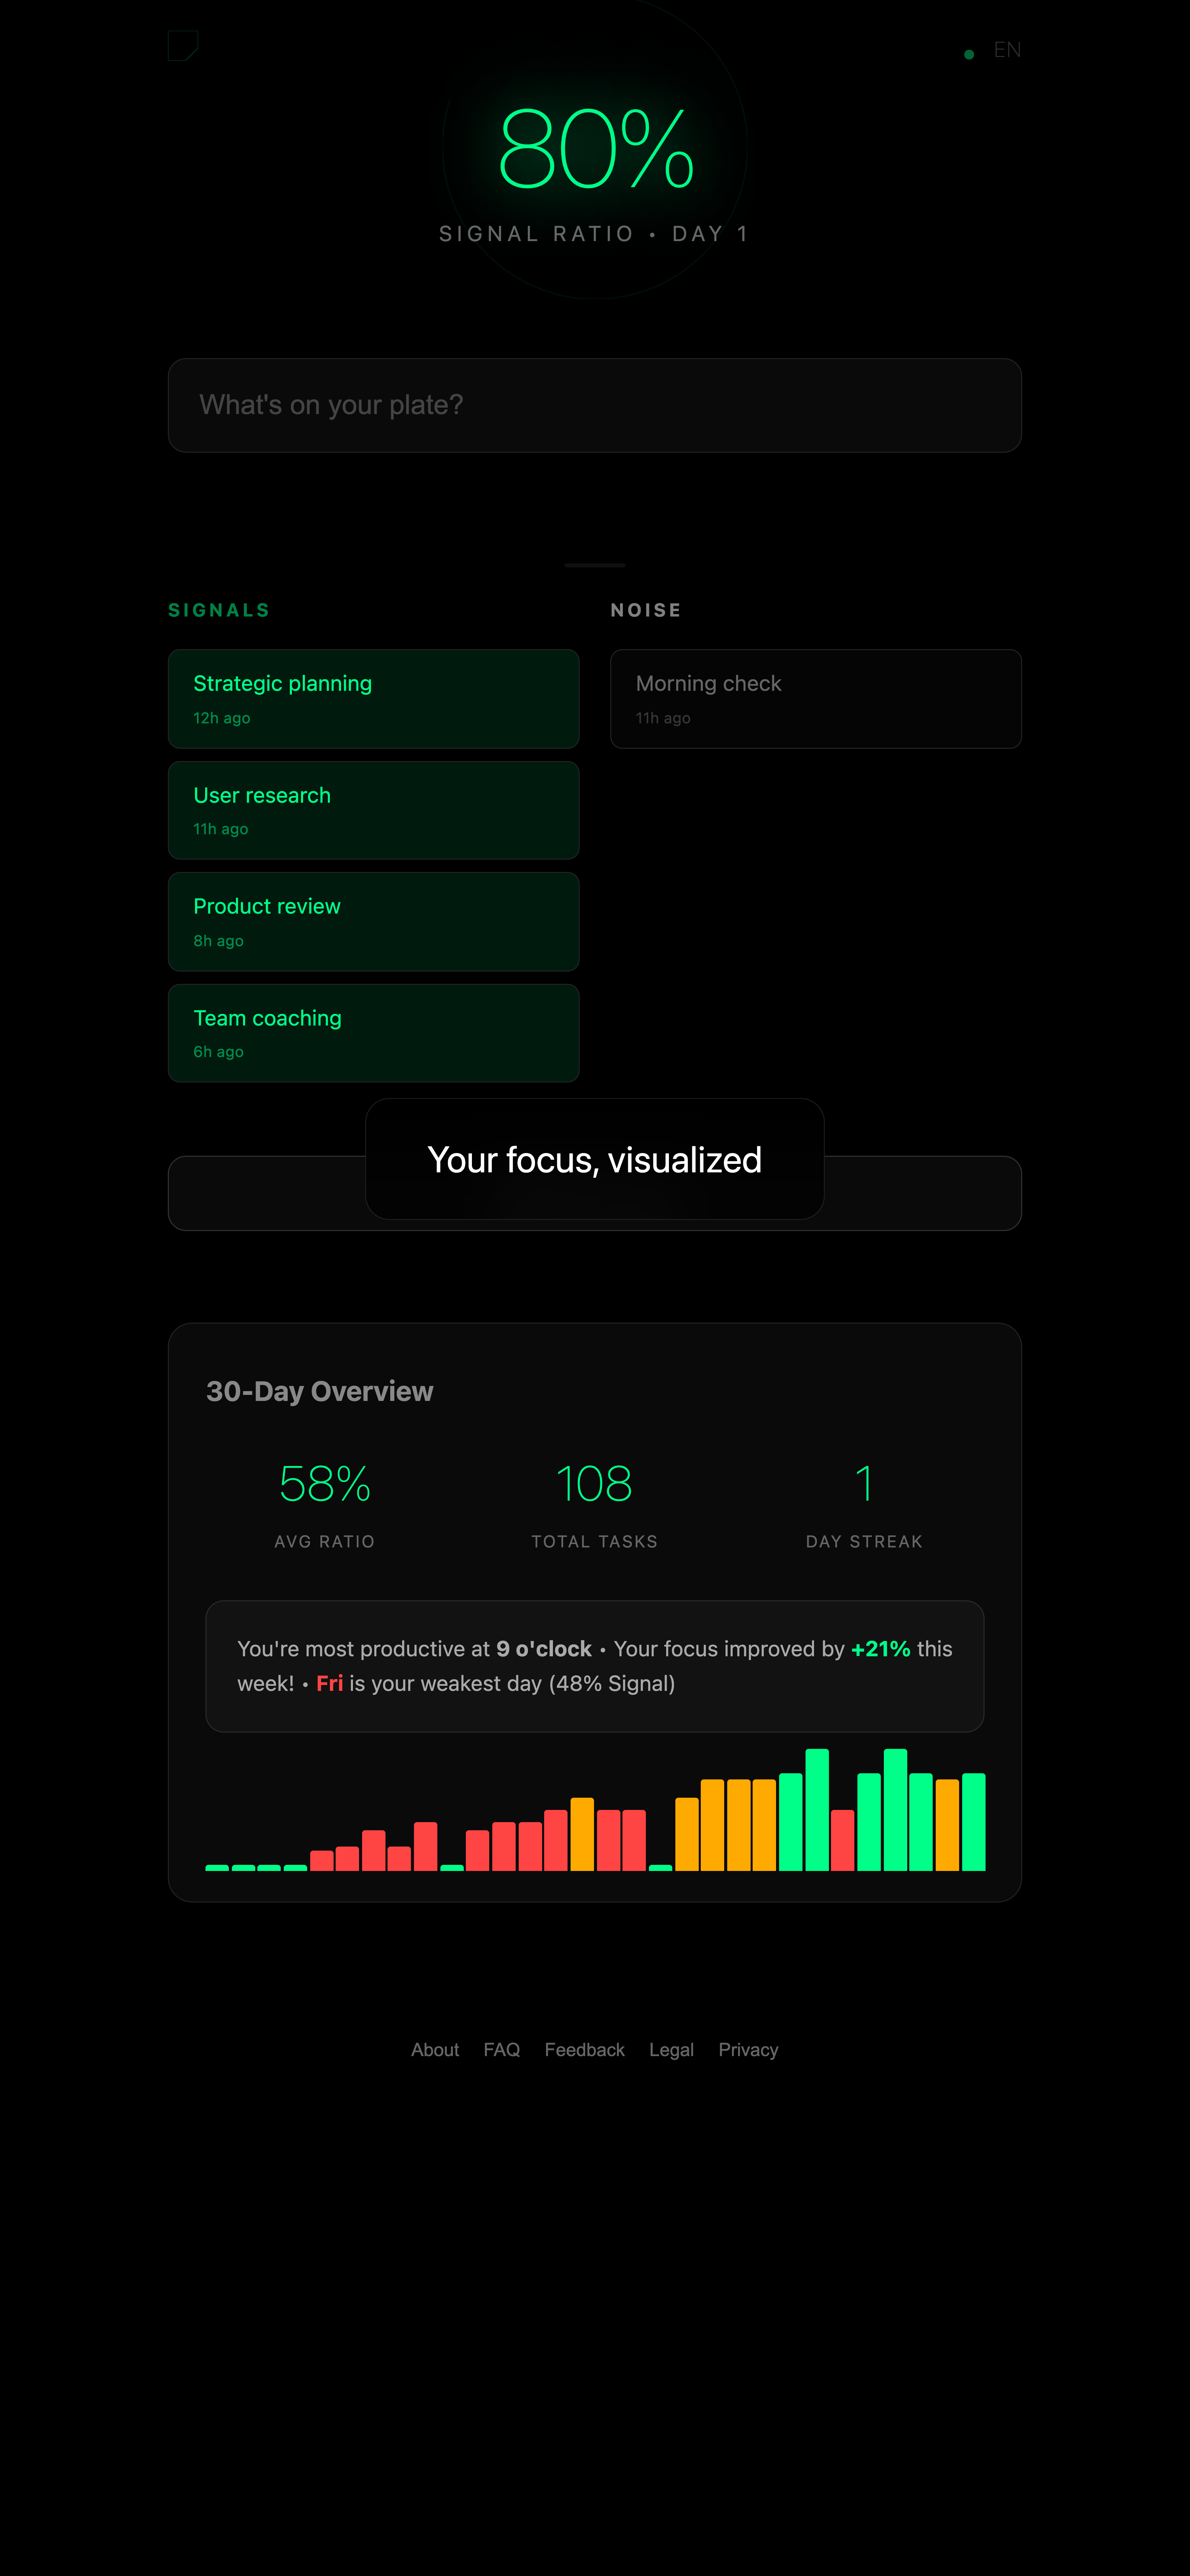 EN
80%
SIGNAL RATIO • DAY 1
What's on your plate?
SIGNALS
Strategic planning
12h ago
User research
11h ago
Product review
8h ago
Team coaching
6h ago
NOISE
Morning check
11h ago
Your focus, visualized
30-Day Overview
58%
AVG RATIO
108
TOTAL TASKS
1
DAY STREAK
You're most productive at 9 o'clock • Your focus improved by +21% this
week! • Fri is your weakest day (48% Signal)
About FAQ Feedback Legal Privacy